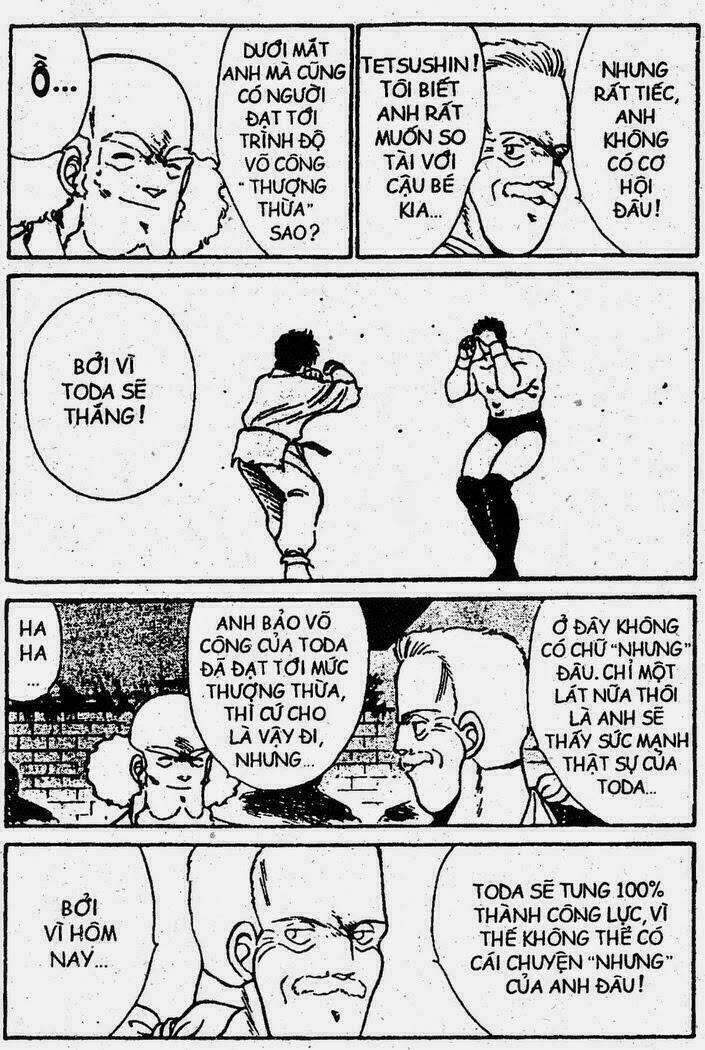 Ồ...
DƯỚI MẮT
ANH MÀ CŨNG
CÓ NGƯỜI
ĐẠT TỚI
TRÌNH ĐỘ
VÕ CÔNG
“THƯỢNG
THỪA”
SAO?
TETSUSHIN!
TÔI BIẾT
ANH RẤT
MUỐN SO
TÀI VỚI
CẬU BÉ
KIA...
NHƯNG
RẤT TIẾC,
ANH
KHÔNG
CÓ CƠ
HỘI
ĐÂU!
BỞI VÌ
TODA SẼ
THẮNG!
HA
HA
...
ANH BẢO VÕ
CÔNG CỦA TODA
ĐÃ ĐẠT TỚI MỨC
THƯỢNG THỪA,
THÌ CỨ CHO
LÀ VẬY ĐI,
NHƯNG...
Ở ĐÂY KHÔNG
CÓ CHỮ “NHƯNG”
ĐÂU. CHỈ MỘT
LÁT NỮA THÔI
LÀ ANH SẼ
THẤY SỨC MẠNH
THẬT SỰ CỦA
TODA...
BỞI
VÌ HÔM
NAY...
TODA SẼ TUNG 100%
THÀNH CÔNG LỰC, VÌ
THẾ KHÔNG THỂ CÓ
CÁI CHUYỆN “NHƯNG”
CỦA ANH ĐÂU!